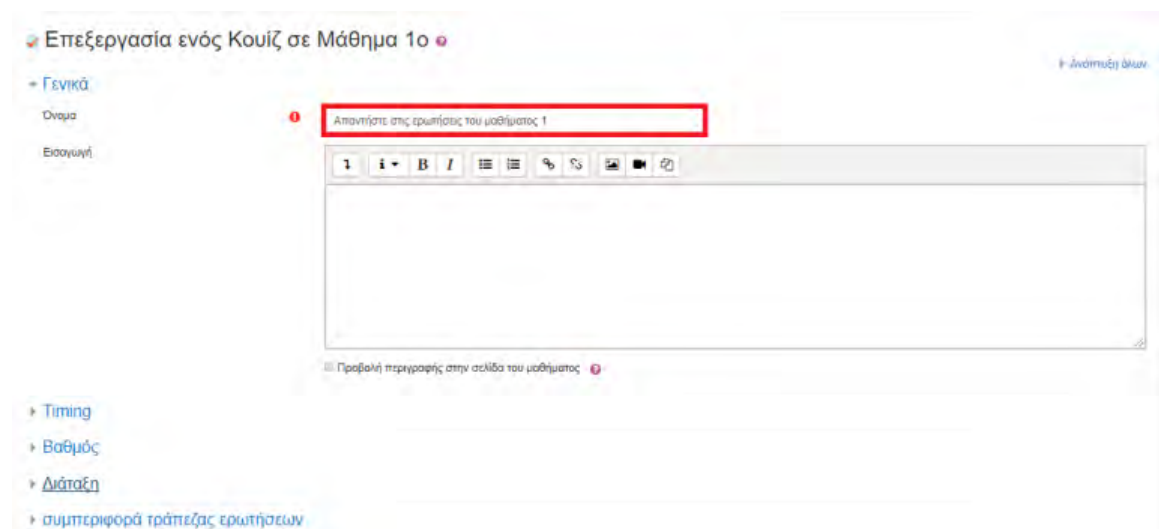 Επεξεργασία ενός Κουίζ σε Μάθημα 1ο
Ανάπτυξη όλων
Γενικά
Όνομα
Απαντήστε στις ερωτήσεις του μαθήματος 1
Εισαγωγή
B I
Προβολή περιγραφής στην σελίδα του μαθήματος
Timing
Βαθμός
Διάταξη
συμπεριφορά τράπεζας ερωτήσεων